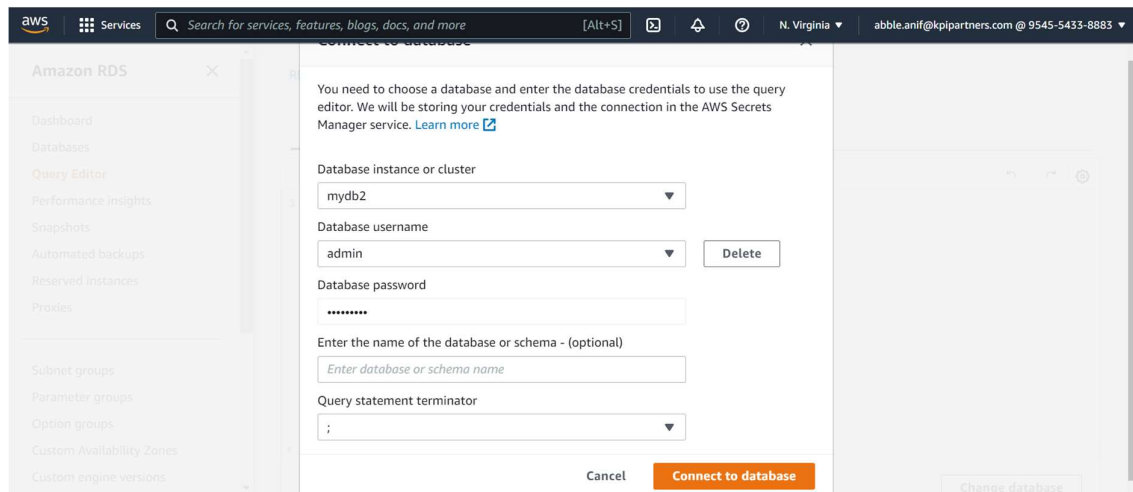 aws
Services
Search for services, features, blogs, docs, and more
[Alt+S]
N. Virginia ▼
abble.anif@kpipartners.com @ 9545-5433-8883 ▼
Connect to database
Amazon RDS
Dashboard
Databases
Query Editor
Performance insights
Snapshots
Automated backups
Reserved instances
Proxies
Subnet groups
Parameter groups
Option groups
Custom Availability Zones
Custom engine versions
You need to choose a database and enter the database credentials to use the query
editor. We will be storing your credentials and the connection in the AWS Secrets
Manager service. Learn more
Database instance or cluster
mydb2
Database username
admin
Delete
Database password
•••••••••
Enter the name of the database or schema - (optional)
Enter database or schema name
Query statement terminator
;
Cancel
Connect to database
Change database